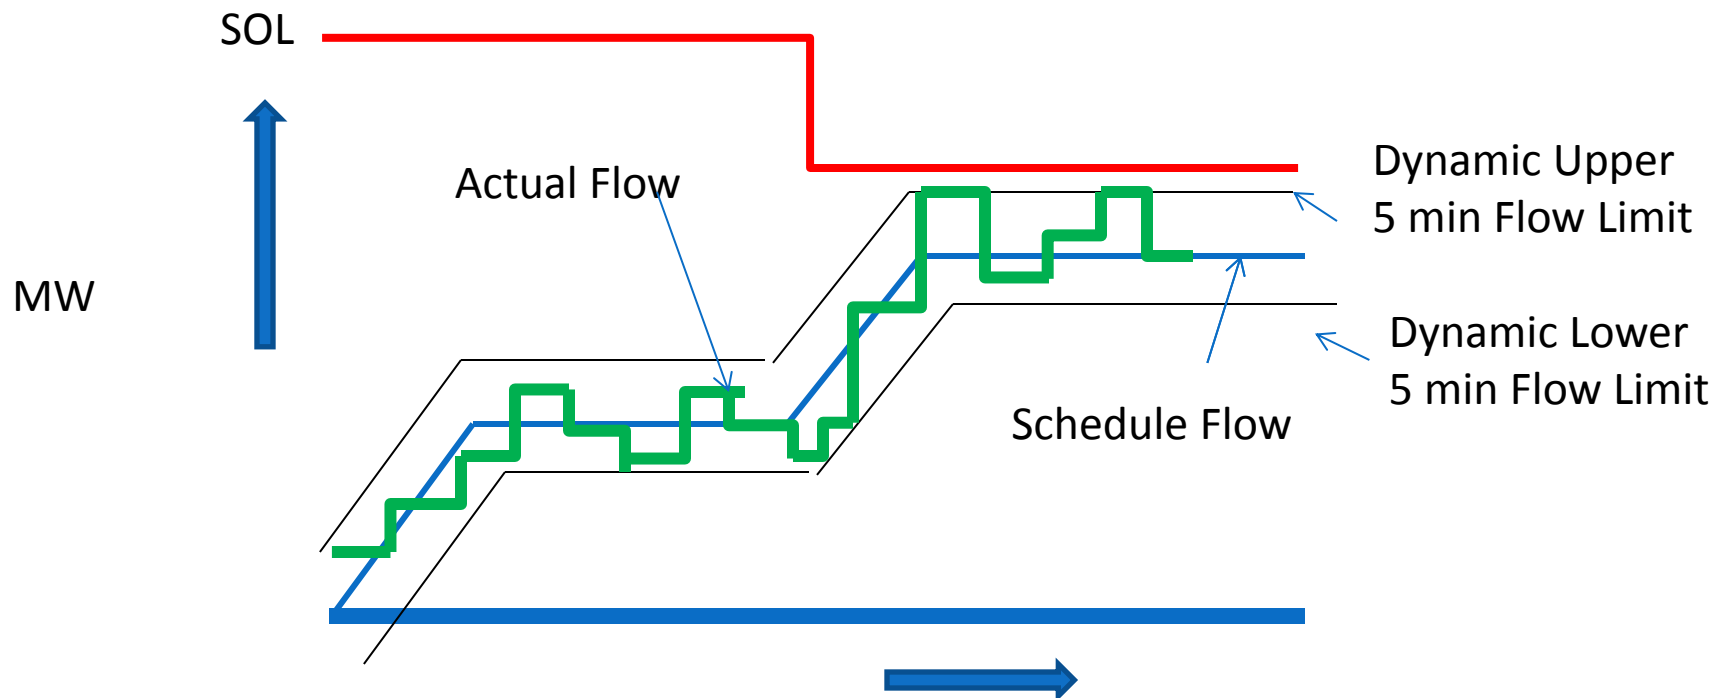 SOL
Actual Flow
Dynamic Upper
5 min Flow Limit
MW
Dynamic Lower
5 min Flow Limit
Schedule Flow